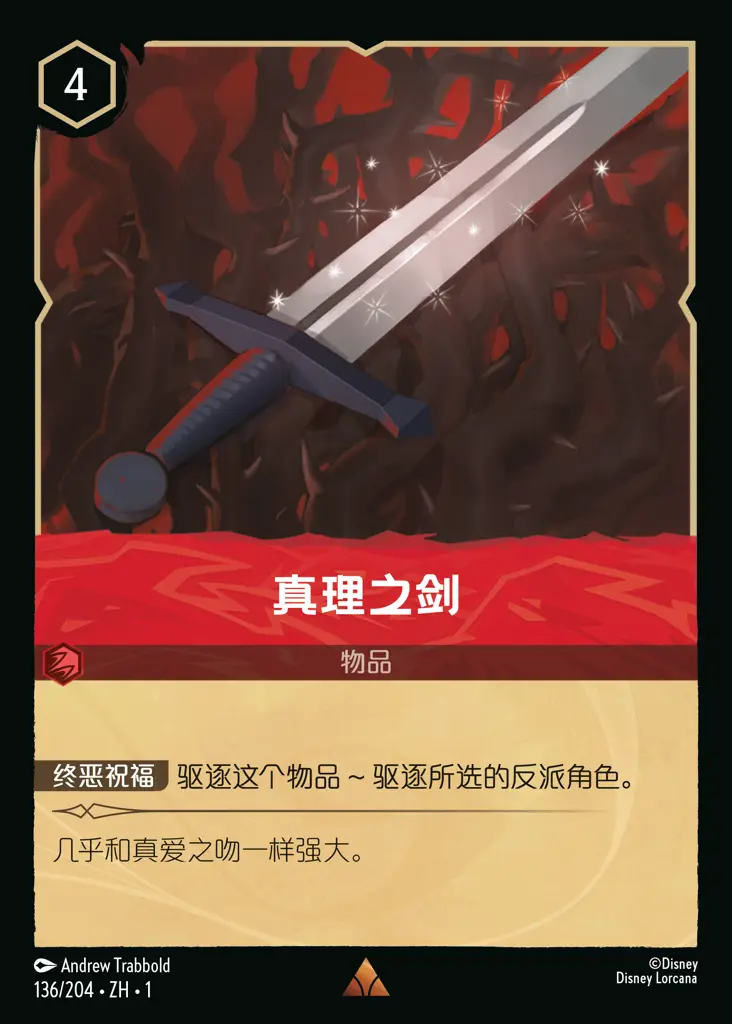 4
真理之剑
物品
终恶祝福 驱逐这个物品 ~ 驱逐所选的反派角色。
几乎和真爱之吻一样强大。
Andrew Trabbold
136/204 • ZH • 1
©Disney
Disney Lorcana